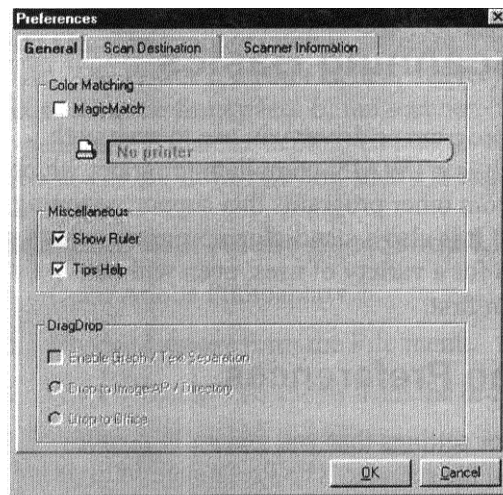 Preferences
General Scan Destination Scanner Information
Color Matching
MagicMatch
No printer
Miscellaneous
Show Ruler
Tips Help
DragDrop
Enable Graph / Text Separation
Drop to Image AP / Directory
Drop to Office
OK Cancel